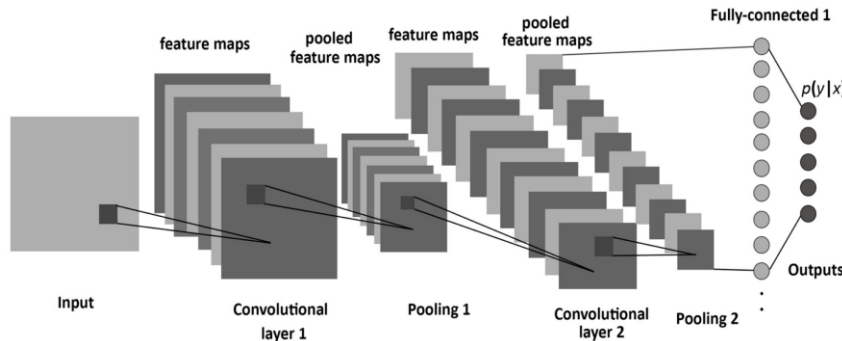 Fully-connected 1
feature maps
pooled
feature maps
feature maps
pooled
feature maps
p(y|x)
Input
Convolutional
layer 1
Pooling 1
Convolutional
layer 2
Pooling 2
Outputs